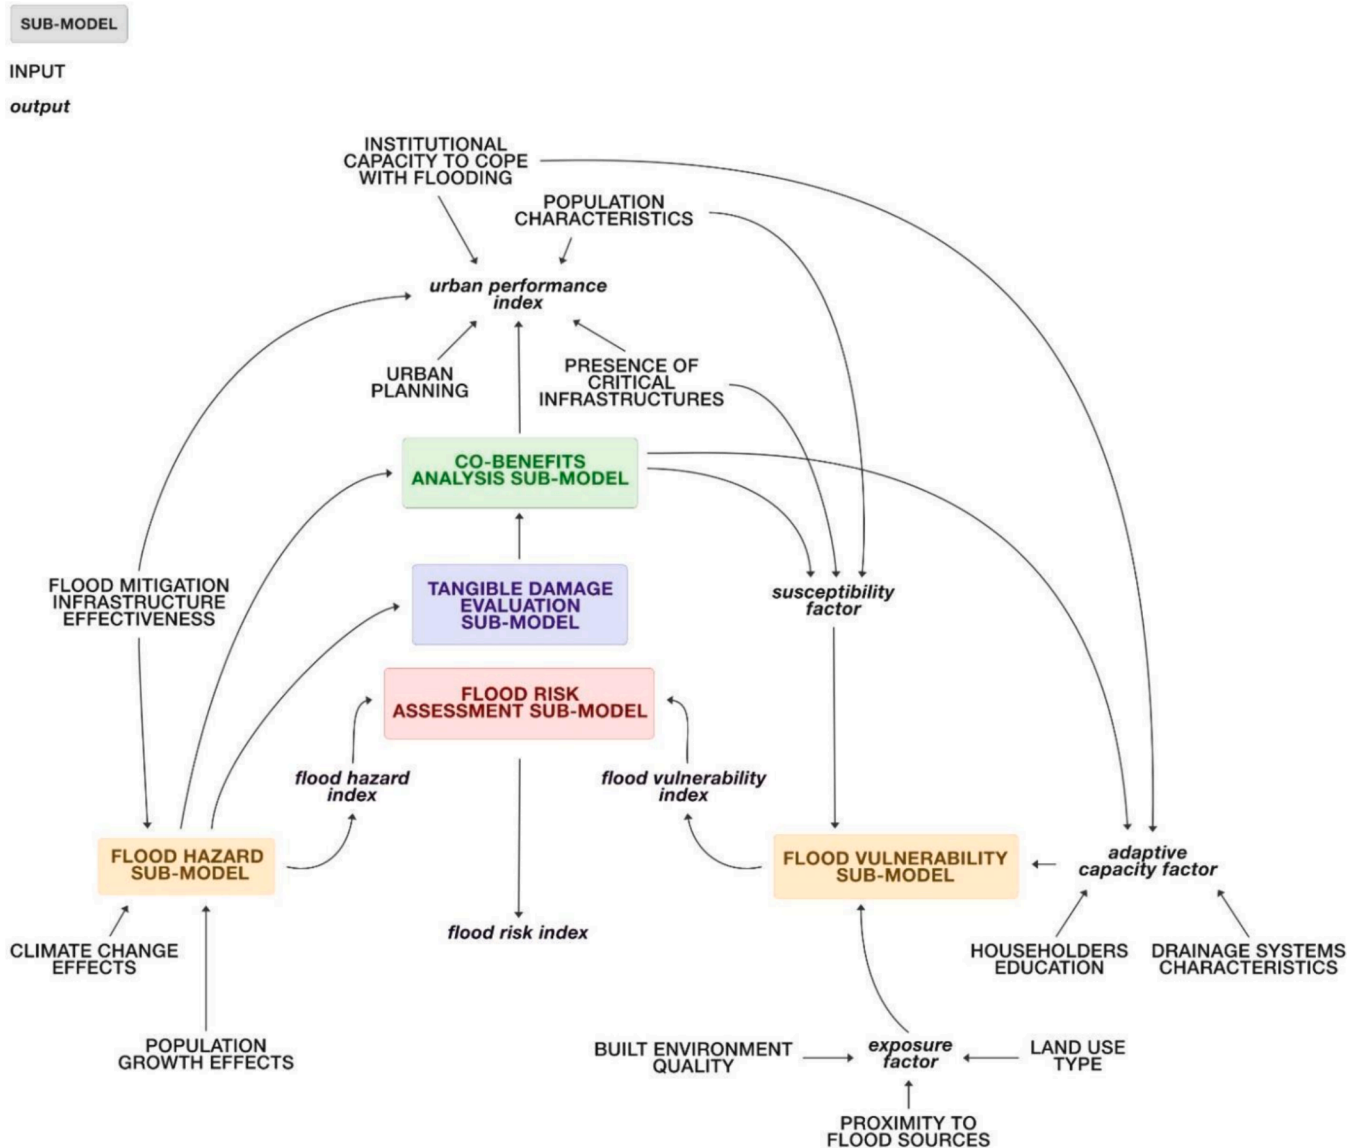 SUB-MODEL
INPUT
output
INSTITUTIONAL
CAPACITY TO COPE
WITH FLOODING
POPULATION
CHARACTERISTICS
urban performance
index
URBAN
PLANNING
PRESENCE OF
CRITICAL
INFRASTRUCTURES
CO-BENEFITS
ANALYSIS SUB-MODEL
FLOOD MITIGATION
INFRASTRUCTURE
EFFECTIVENESS
TANGIBLE DAMAGE
EVALUATION
SUB-MODEL
susceptibility
factor
FLOOD RISK
ASSESSMENT SUB-MODEL
flood hazard
index
flood vulnerability
index
FLOOD HAZARD
SUB-MODEL
FLOOD VULNERABILITY
SUB-MODEL
adaptive
capacity factor
flood risk index
CLIMATE CHANGE
EFFECTS
HOUSEHOLDERS
EDUCATION
DRAINAGE SYSTEMS
CHARACTERISTICS
POPULATION
GROWTH EFFECTS
BUILT ENVIRONMENT
QUALITY
exposure
factor
LAND USE
TYPE
PROXIMITY TO
FLOOD SOURCES